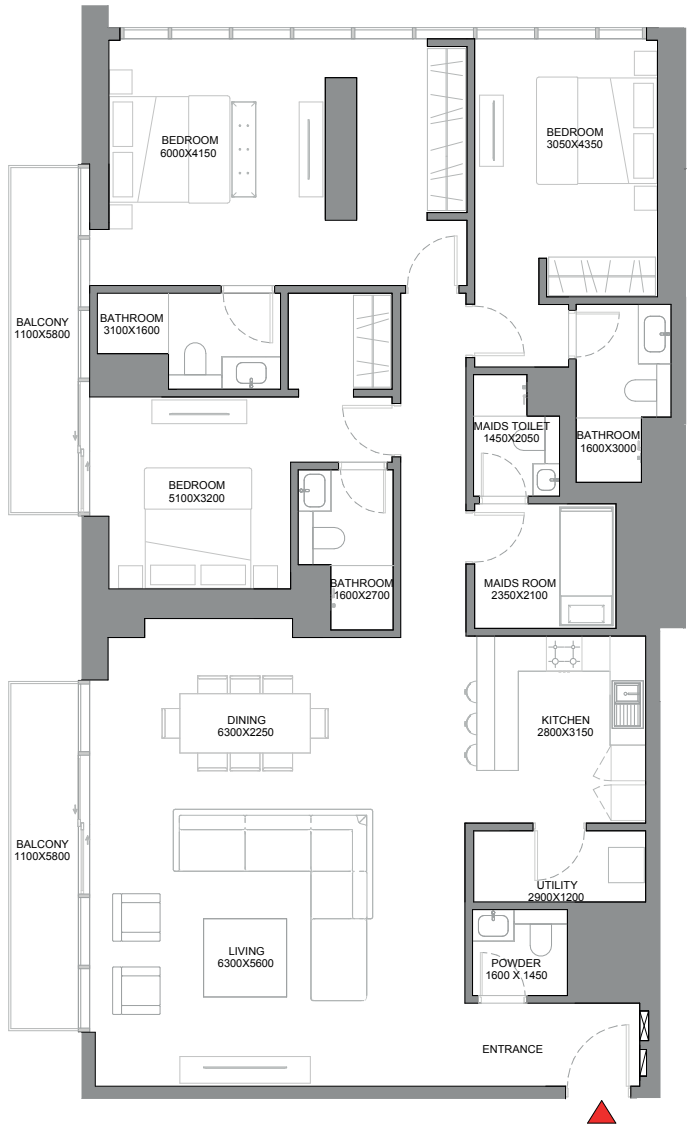 BEDROOM
6000X4150
BEDROOM
3050X4350
BALCONY
1100X5800
BATHROOM
3100X1600
MAIDS TOILET
1450X2050
BATHROOM
1600X3000
BEDROOM
5100X3200
BATHROOM
1600X2700
MAIDS ROOM
2350X2100
DINING
6300X2250
KITCHEN
2800X3150
BALCONY
1100X5800
UTILITY
2900X1200
LIVING
6300X5600
POWDER
1600 X 1450
ENTRANCE